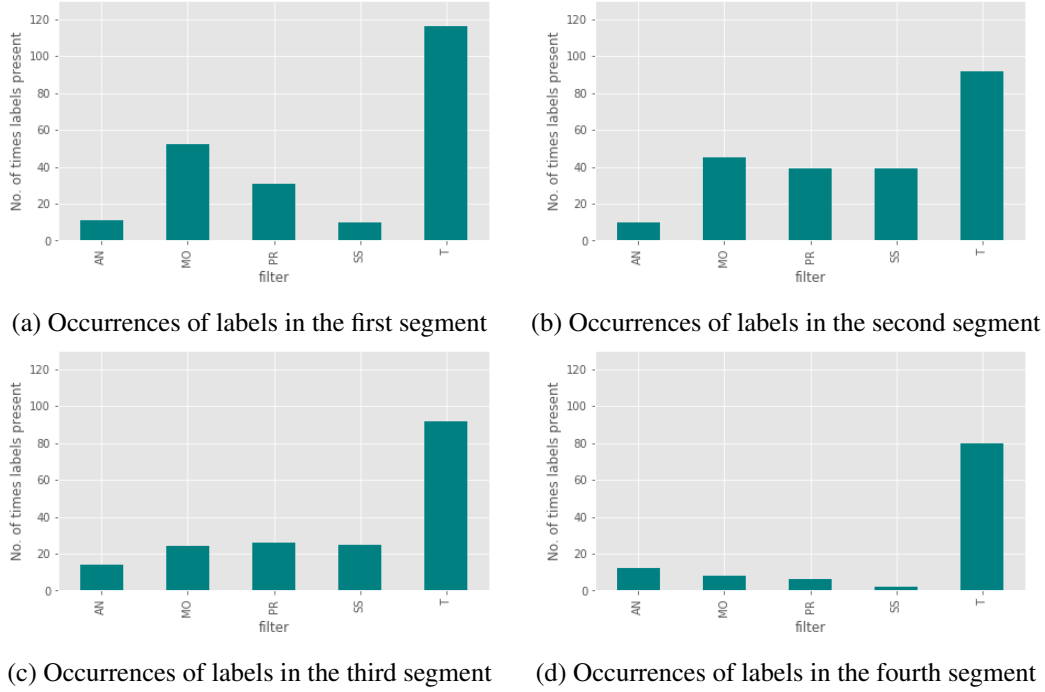 120
100
80
60
40
20
0
No. of times labels present
AN
MO
PR
SS
T
filter
120
100
80
60
40
20
0
No. of times labels present
AN
MO
PR
SS
T
filter
(a) Occurrences of labels in the first segment
(b) Occurrences of labels in the second segment
120
100
80
60
40
20
0
No. of times labels present
AN
MO
PR
SS
T
filter
120
100
80
60
40
20
0
No. of times labels present
AN
MO
PR
SS
T
filter
(c) Occurrences of labels in the third segment
(d) Occurrences of labels in the fourth segment